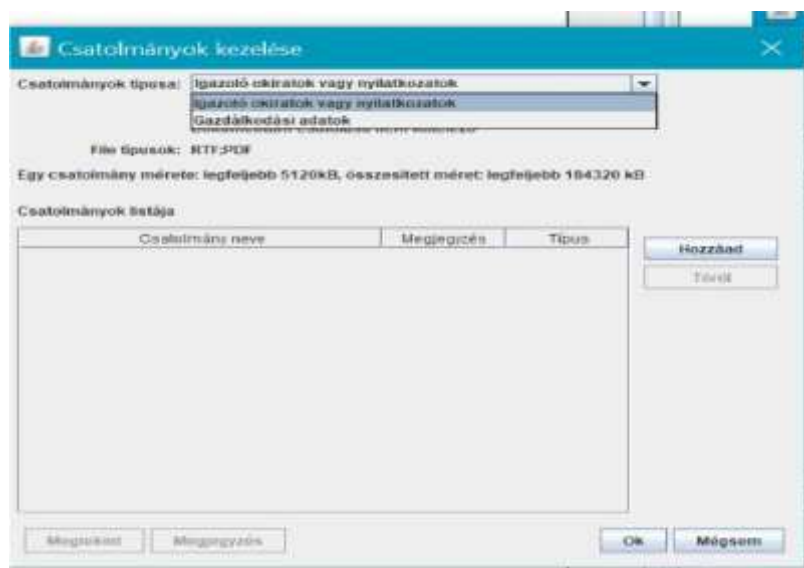 Csatolmányok kezelése
Csatolmányok típusa: Igazoló okiratok vagy nyilatkozatok
Igazoló okiratok vagy nyilatkozatok
Gazdálkodási adatok
File típusok: RTF;PDF
Egy csatolmány mérete: legfeljebb 5120kB, összesített méret: legfeljebb 184320 kB
Csatolmányok listája
Csatolmány neve Megjegyzés Típus
Hozzáad
Töröl
Megtekint Megjegyzés Ok Mégsem